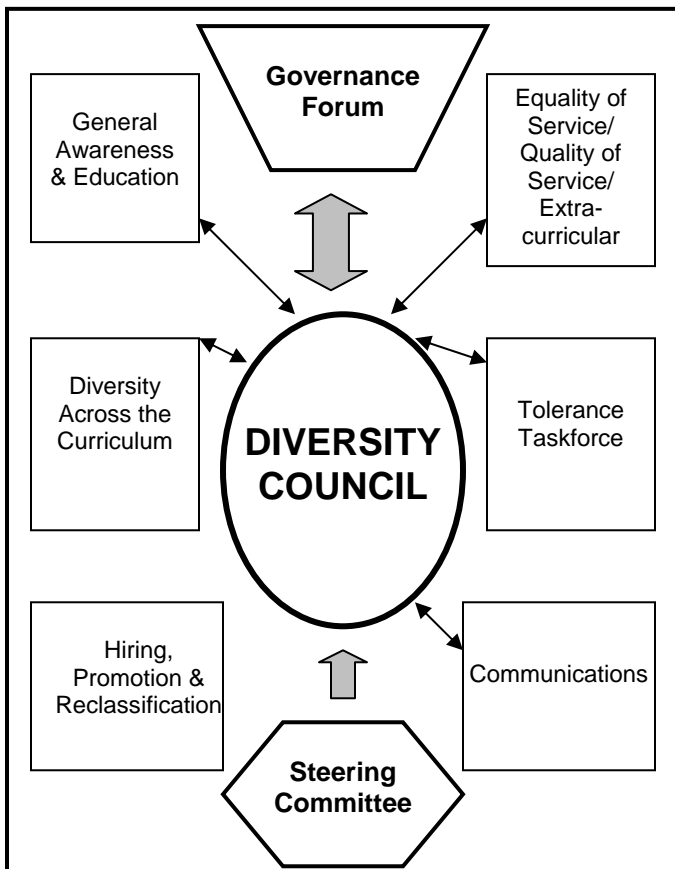 Governance
Forum
General
Awareness
& Education
Equality of
Service/
Quality of
Service/
Extra-
curricular
Diversity
Across the
Curriculum
DIVERSITY
COUNCIL
Tolerance
Taskforce
Hiring,
Promotion &
Reclassification
Communications
Steering
Committee